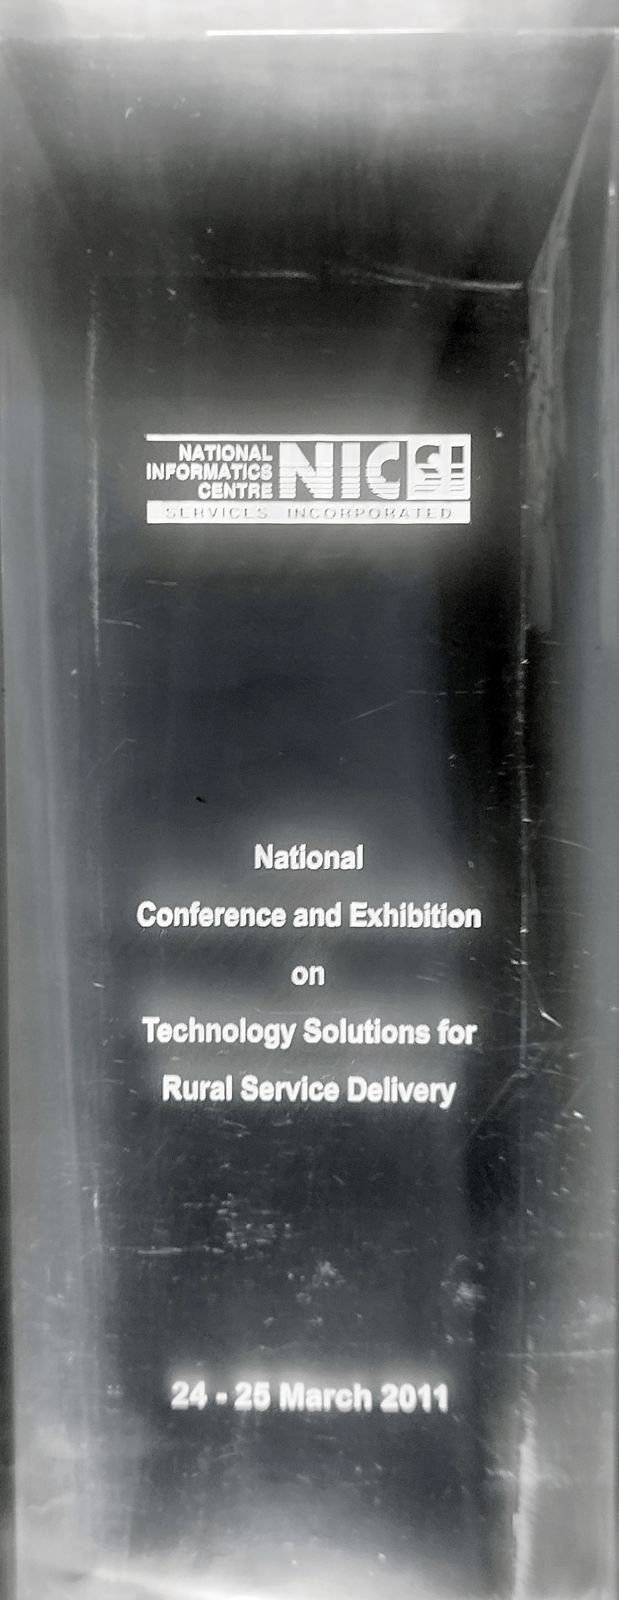 NATIONAL
INFORMATICS
CENTRE
NIC
SERVICES INCORPORATED
National
Conference and Exhibition
on
Technology Solutions for
Rural Service Delivery
24 - 25 March 2011